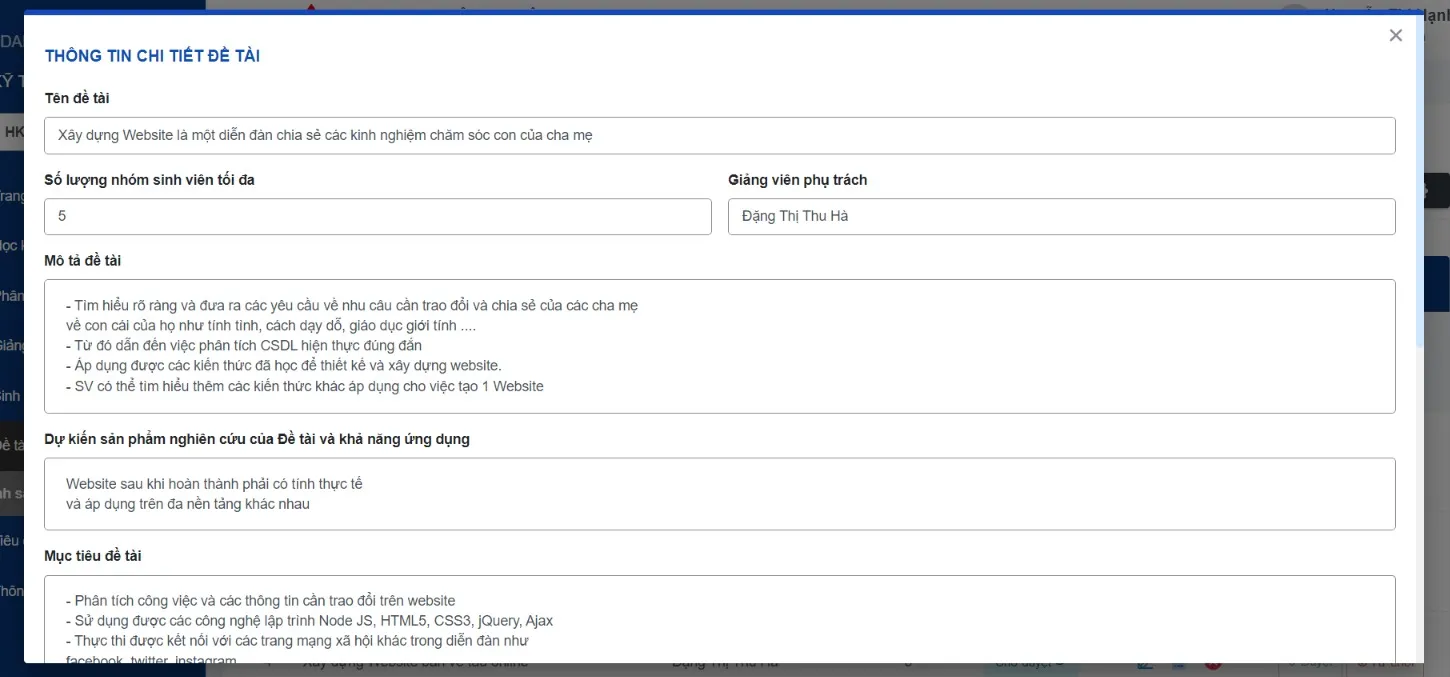 THÔNG TIN CHI TIẾT ĐỀ TÀI
Tên đề tài
Xây dựng Website là một diễn đàn chia sẻ các kinh nghiệm chăm sóc con của cha mẹ
Số lượng nhóm sinh viên tối đa
Giảng viên phụ trách
5
Đặng Thị Thu Hà
Mô tả đề tài
- Tìm hiểu rõ ràng và đưa ra các yêu cầu về nhu câu cần trao đổi và chia sẻ của các cha mẹ
về con cái của họ như tính tình, cách dạy dỗ, giáo dục giới tính ....
- Từ đó dẫn đến việc phân tích CSDL hiện thực đúng đắn
- Áp dụng được các kiến thức đã học để thiết kế và xây dựng website.
- SV có thể tìm hiểu thêm các kiến thức khác áp dụng cho việc tạo 1 Website
Dự kiến sản phẩm nghiên cứu của Đề tài và khả năng ứng dụng
Website sau khi hoàn thành phải có tính thực tế
và áp dụng trên đa nền tảng khác nhau
Mục tiêu đề tài
- Phân tích công việc và các thông tin cần trao đổi trên website
- Sử dụng được các công nghệ lập trình Node JS, HTML5, CSS3, jQuery, Ajax
- Thực thi được kết nối với các trang mạng xã hội khác trong diễn đàn như
facebook, twitter, instagram
HK